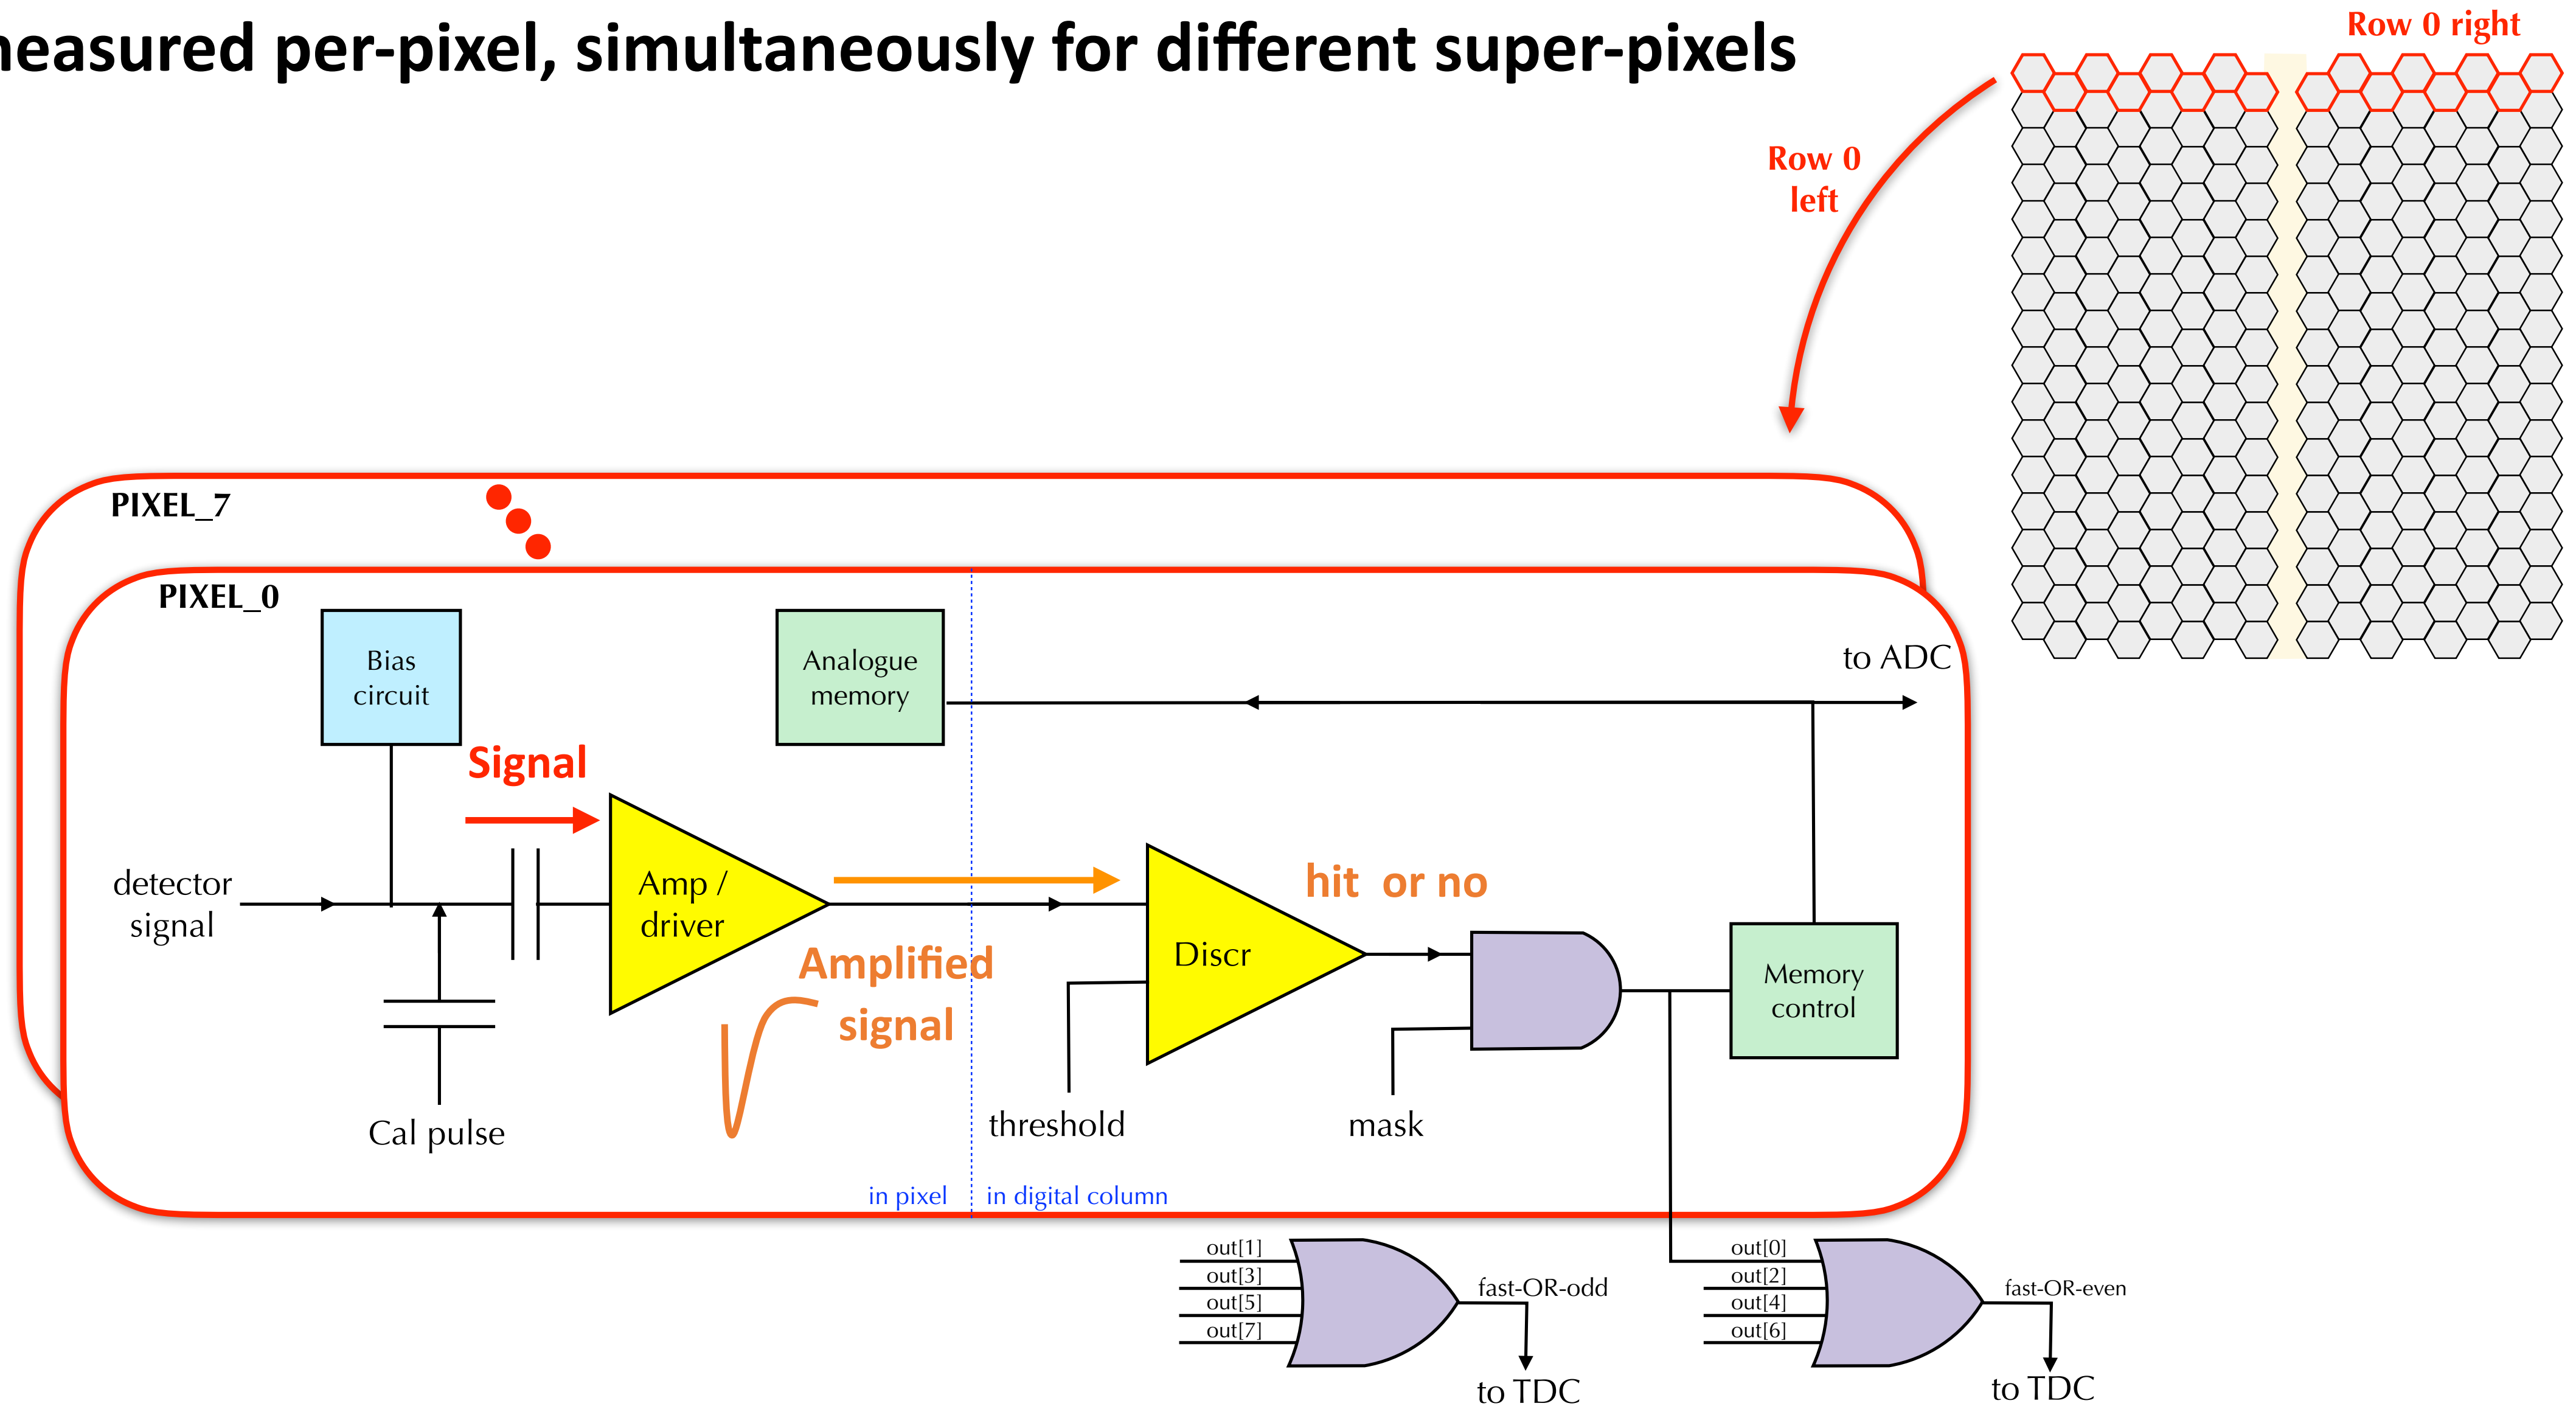 measured per-pixel, simultaneously for different super-pixels
Row 0 right
Row 0
left
PIXEL_7
PIXEL_0
Bias
circuit
Analogue
memory
to ADC
Signal
detector
signal
Amp /
driver
hit or no
Amplified
signal
Discr
Memory
control
Cal pulse
threshold
mask
in pixel
in digital column
out[1]
out[3]
out[5]
out[7]
fast-OR-odd
to TDC
out[0]
out[2]
out[4]
out[6]
fast-OR-even
to TDC